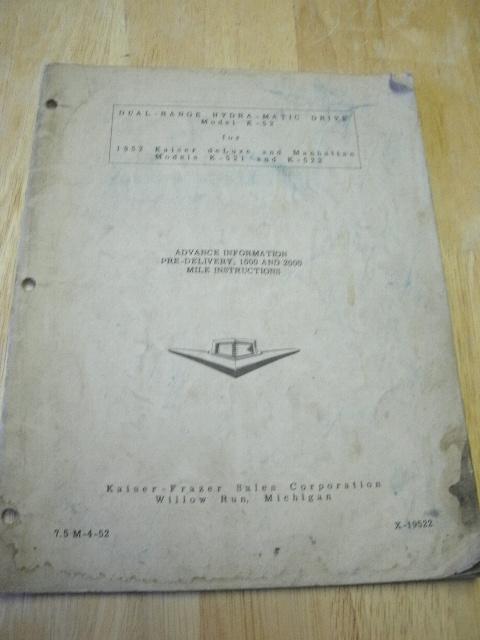 DUAL-RANGE HYDRA-MATIC DRIVE
Model K-52
for
1952 Kaiser deLuxe and Manhattan
Models K-521 and K-522
ADVANCE INFORMATION
PRE-DELIVERY, 1000 AND 2000
MILE INSTRUCTIONS
Kaiser-Frazer Sales Corporation
Willow Run, Michigan
7.5 M-4-52
X-19522